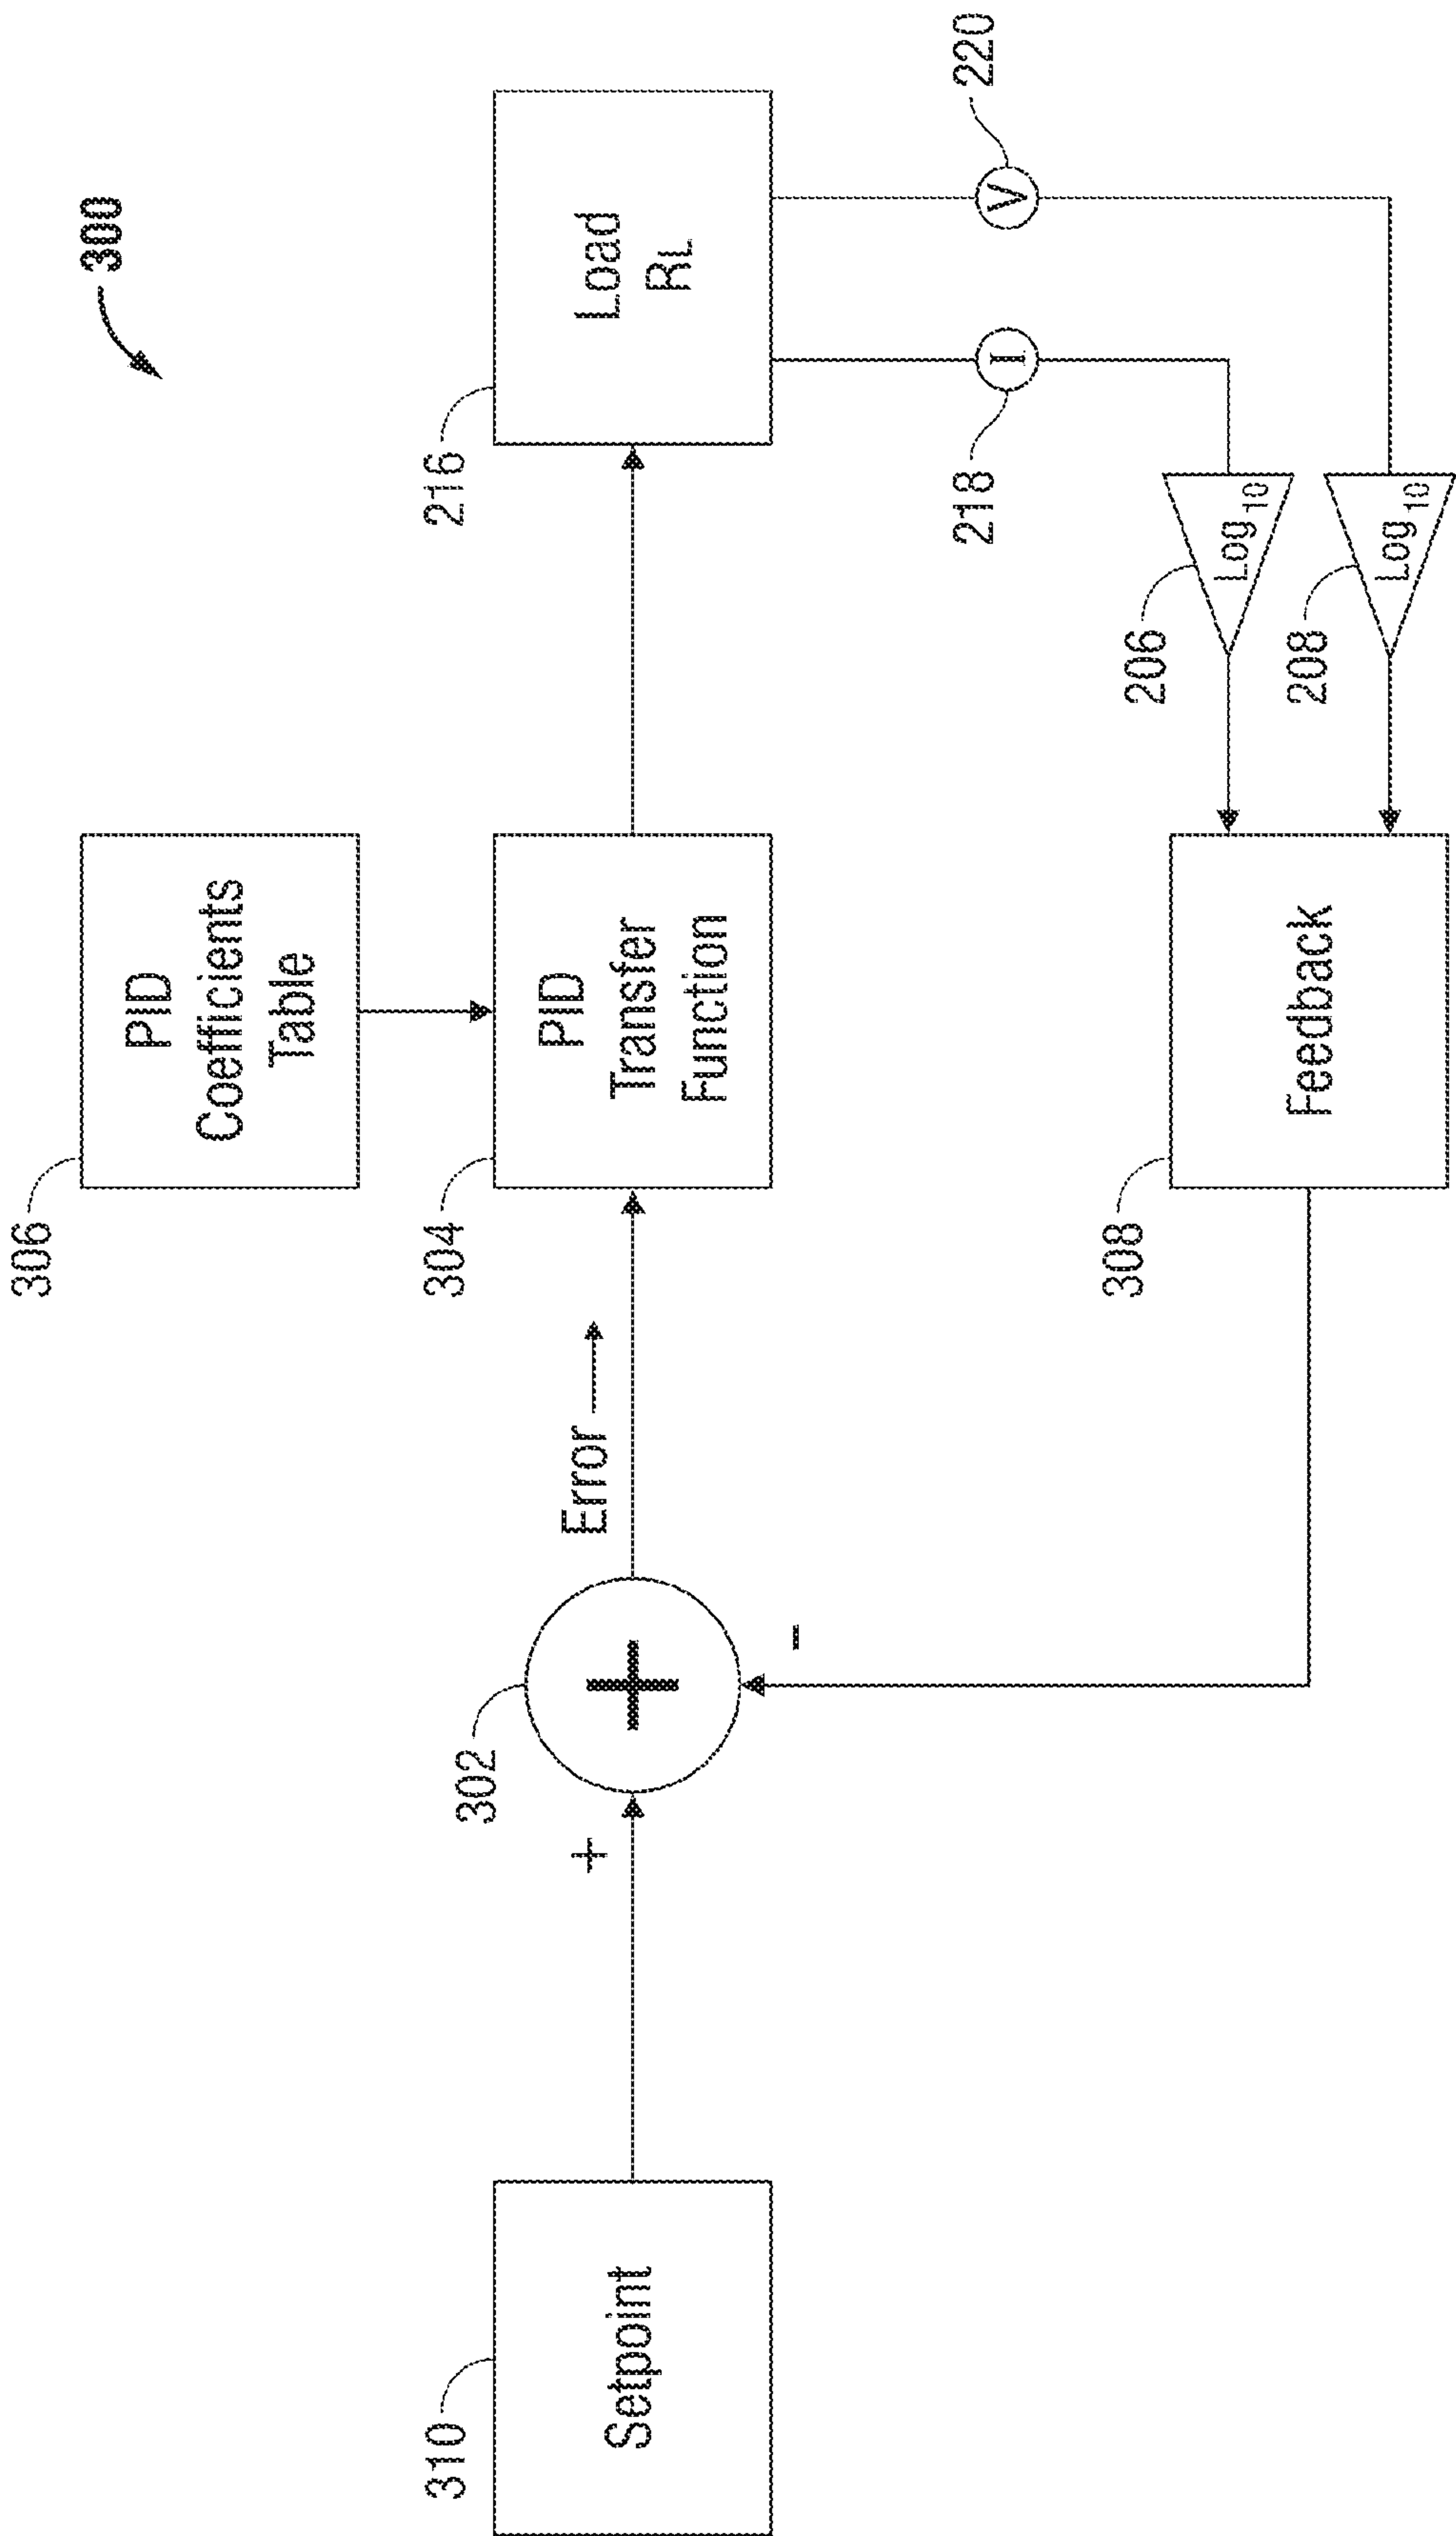 300
306
PID
Coefficients
Table
310
Setpoint
+
302
+
-
Error
304
PID
Transfer
Function
216
Load
RL
218
I
V
220
308
Feedback
206
Log10
208
Log10